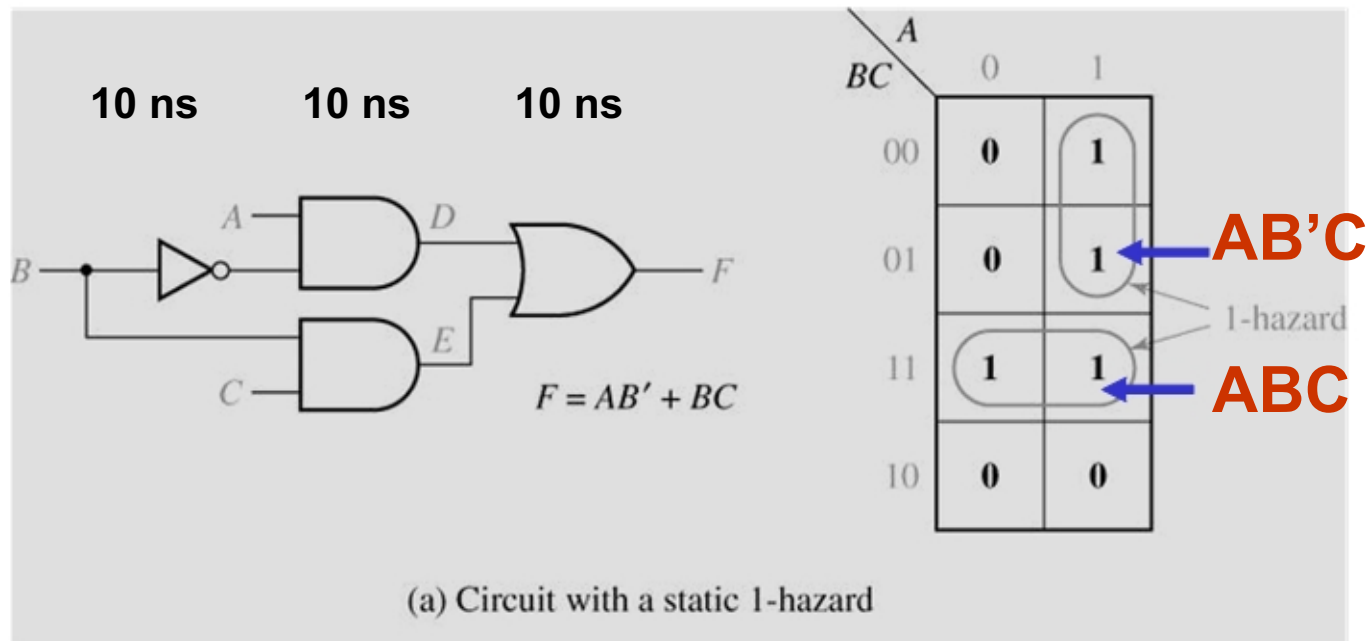 10 ns 10 ns 10 ns
A
D
B
F
E
C
F = AB′ + BC
A
BC 0 1
00 0 1
01 0 1 AB’C
1-hazard
11 1 1 ABC
10 0 0
(a) Circuit with a static 1-hazard